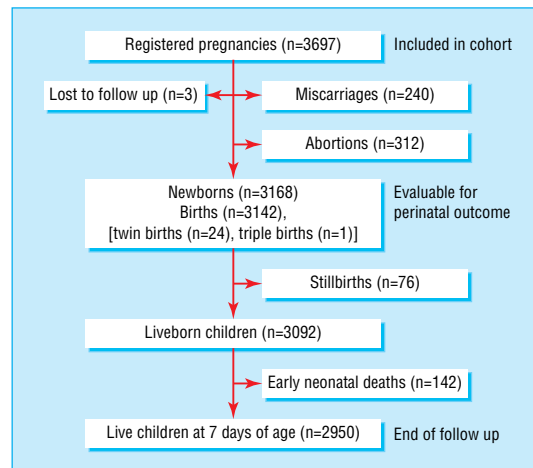 Registered pregnancies (n=3697)
Included in cohort
Lost to follow up (n=3)
Miscarriages (n=240)
Abortions (n=312)
Newborns (n=3168)
Births (n=3142),
[twin births (n=24), triple births (n=1)]
Evaluable for
perinatal outcome
Stillbirths (n=76)
Liveborn children (n=3092)
Early neonatal deaths (n=142)
Live children at 7 days of age (n=2950)
End of follow up